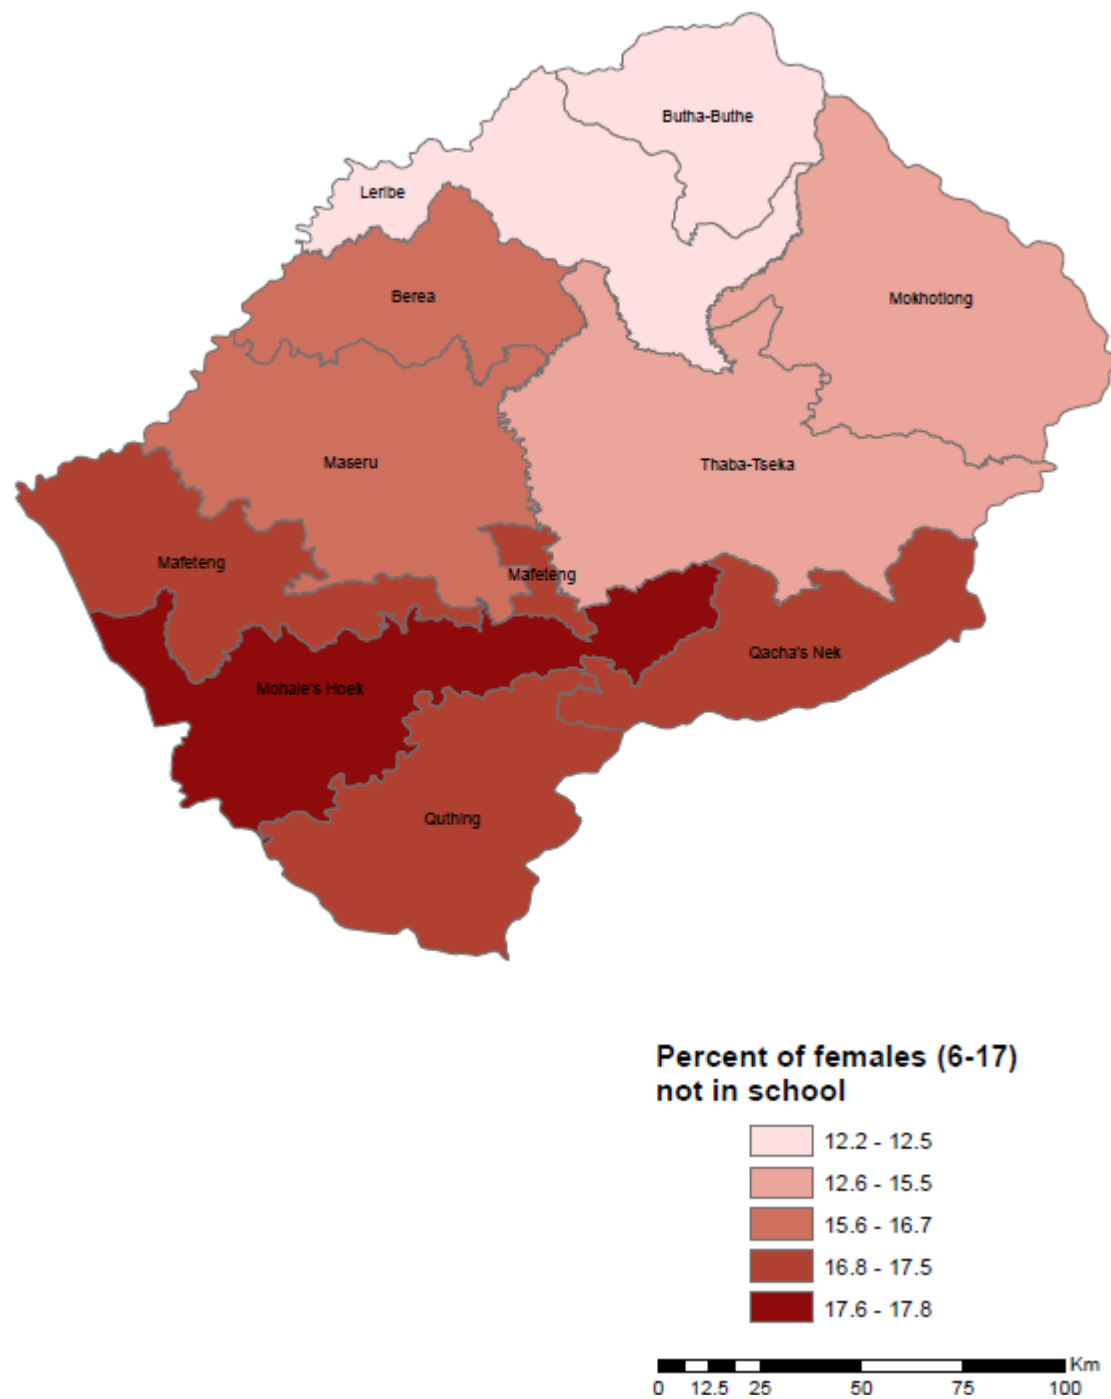 Butha-Buthe
Leribe
Berea
Mokhotlong
Maseru
Thaba-Tseka
Mafeteng
Mafeteng
Qacha's Nek
Mohale's Hoek
Quthing
Percent of females (6-17)
not in school
12.2 - 12.5
12.6 - 15.5
15.6 - 16.7
16.8 - 17.5
17.6 - 17.8
Km
0 12.5 25 50 75 100